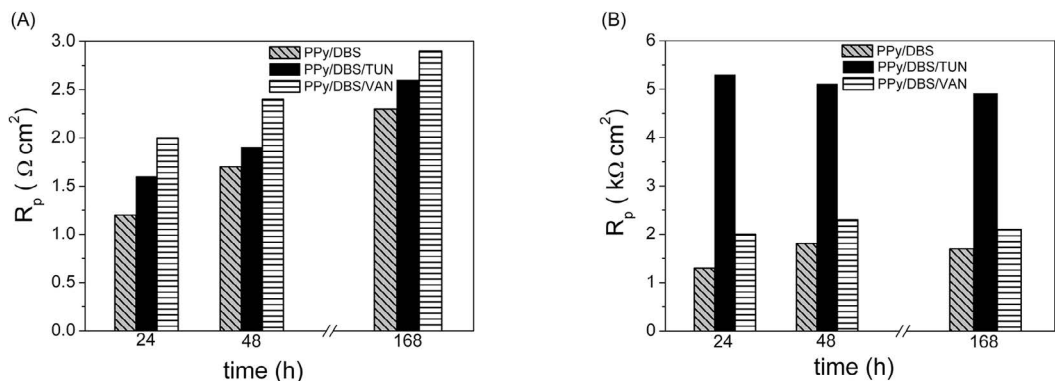 (A)
3.0
2.5
2.0
1.5
1.0
0.5
0.0
R_p ( Ω cm²)
PPy/DBS
PPy/DBS/TUN
PPy/DBS/VAN
24
48
168
time (h)
(B)
6
5
4
3
2
1
0
R_p ( kΩ cm²)
PPy/DBS
PPy/DBS/TUN
PPy/DBS/VAN
24
48
168
time (h)